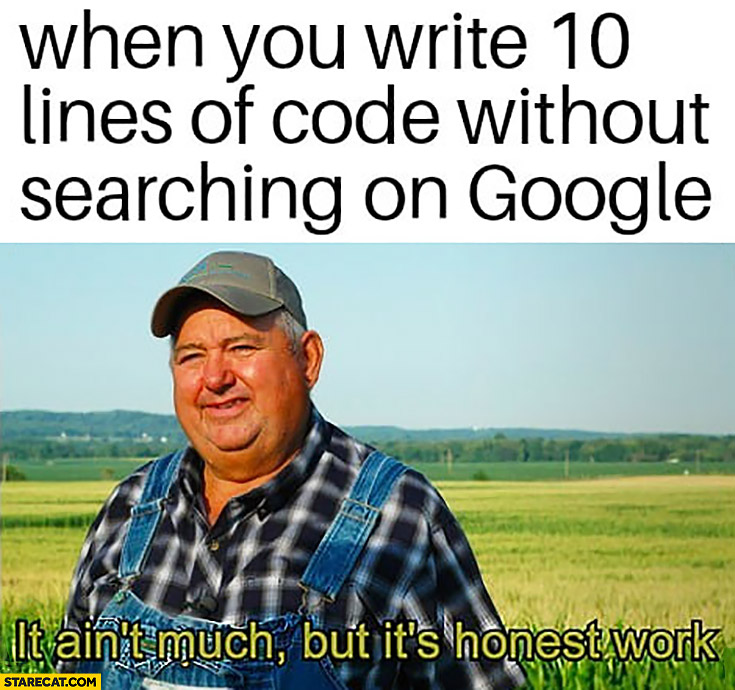 when you write 10
lines of code without
searching on Google
It ain't much, but it's honest work
STARECAT.COM